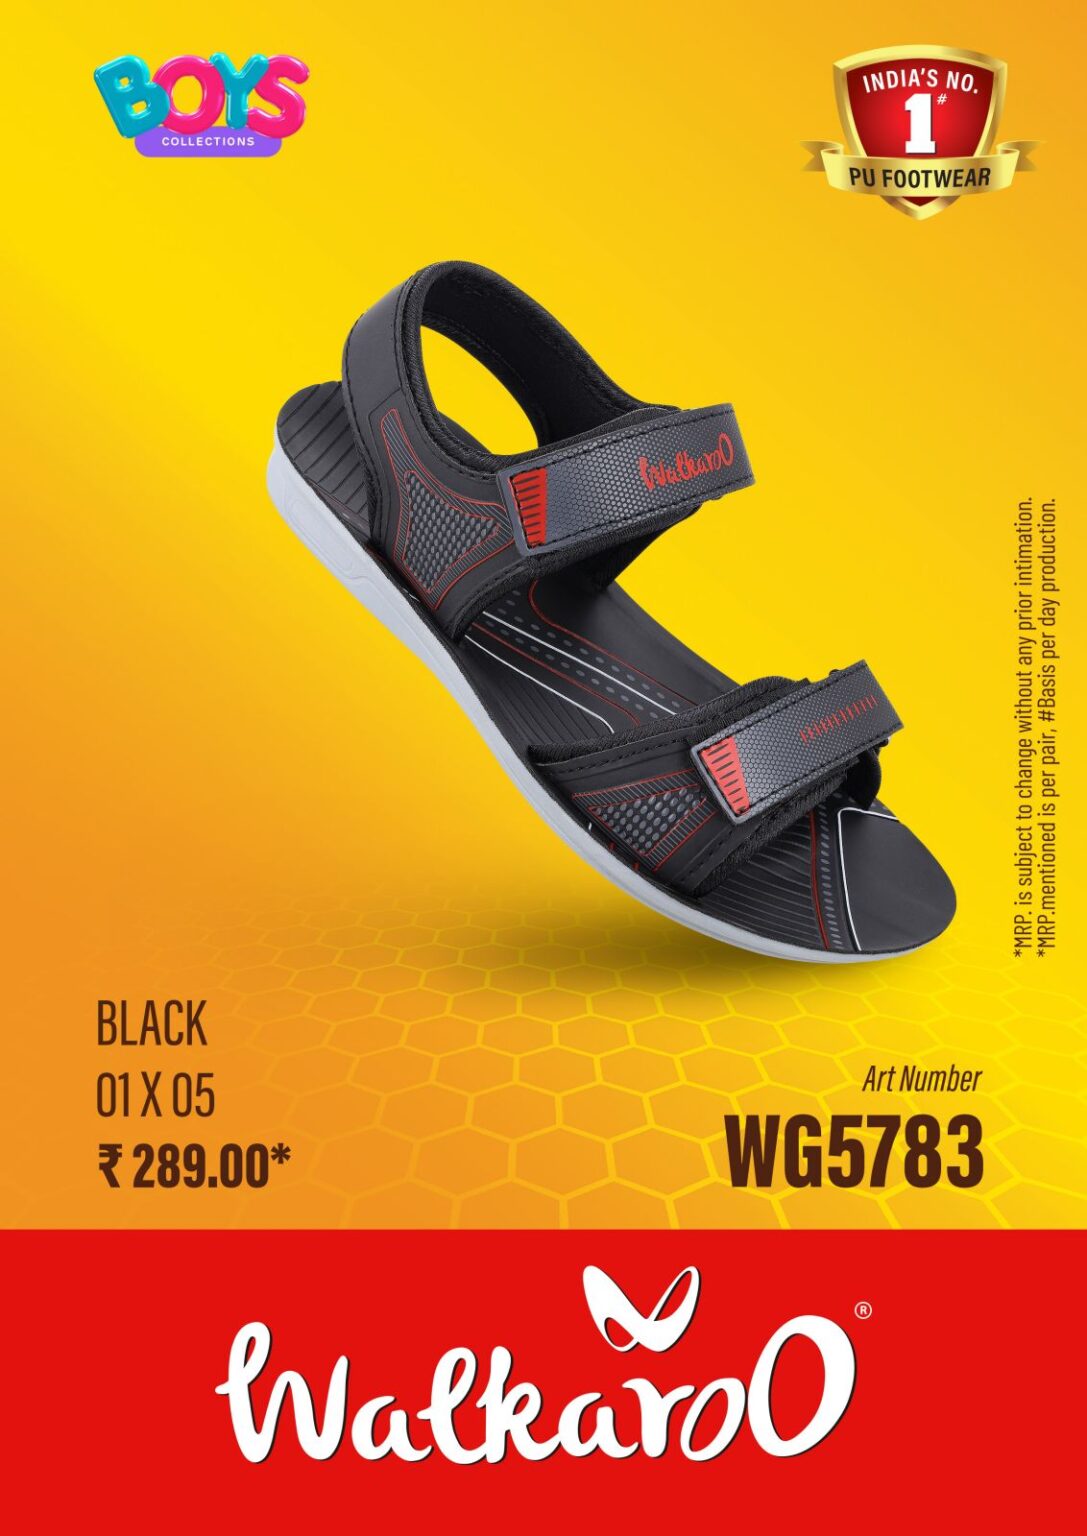 BOYS
COLLECTIONS
INDIA'S NO.
1#
PU FOOTWEAR
WalkarOO
*MRP. is subject to change without any prior intimation.
*MRP.mentioned is per pair, #Basis per day production.
BLACK
01 X 05
₹ 289.00*
Art Number
WG5783
WalkarOO®